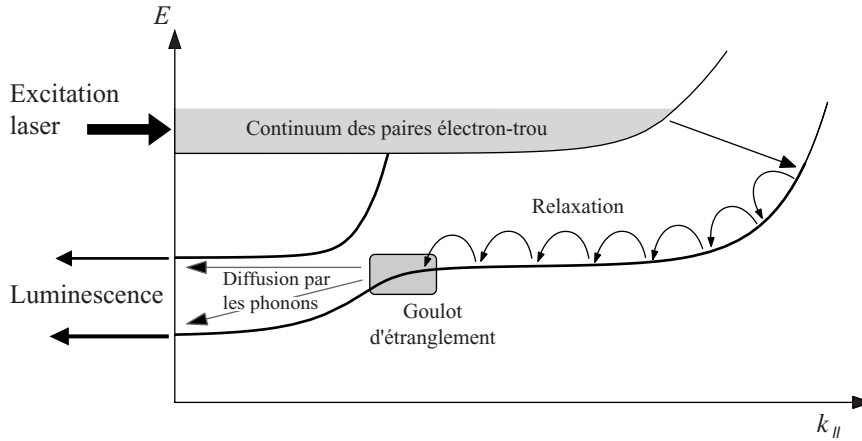 E
Excitation
laser
Continuum des paires électron-trou
Relaxation
Luminescence
Diffusion par
les phonons
Goulot
d'étranglement
k//